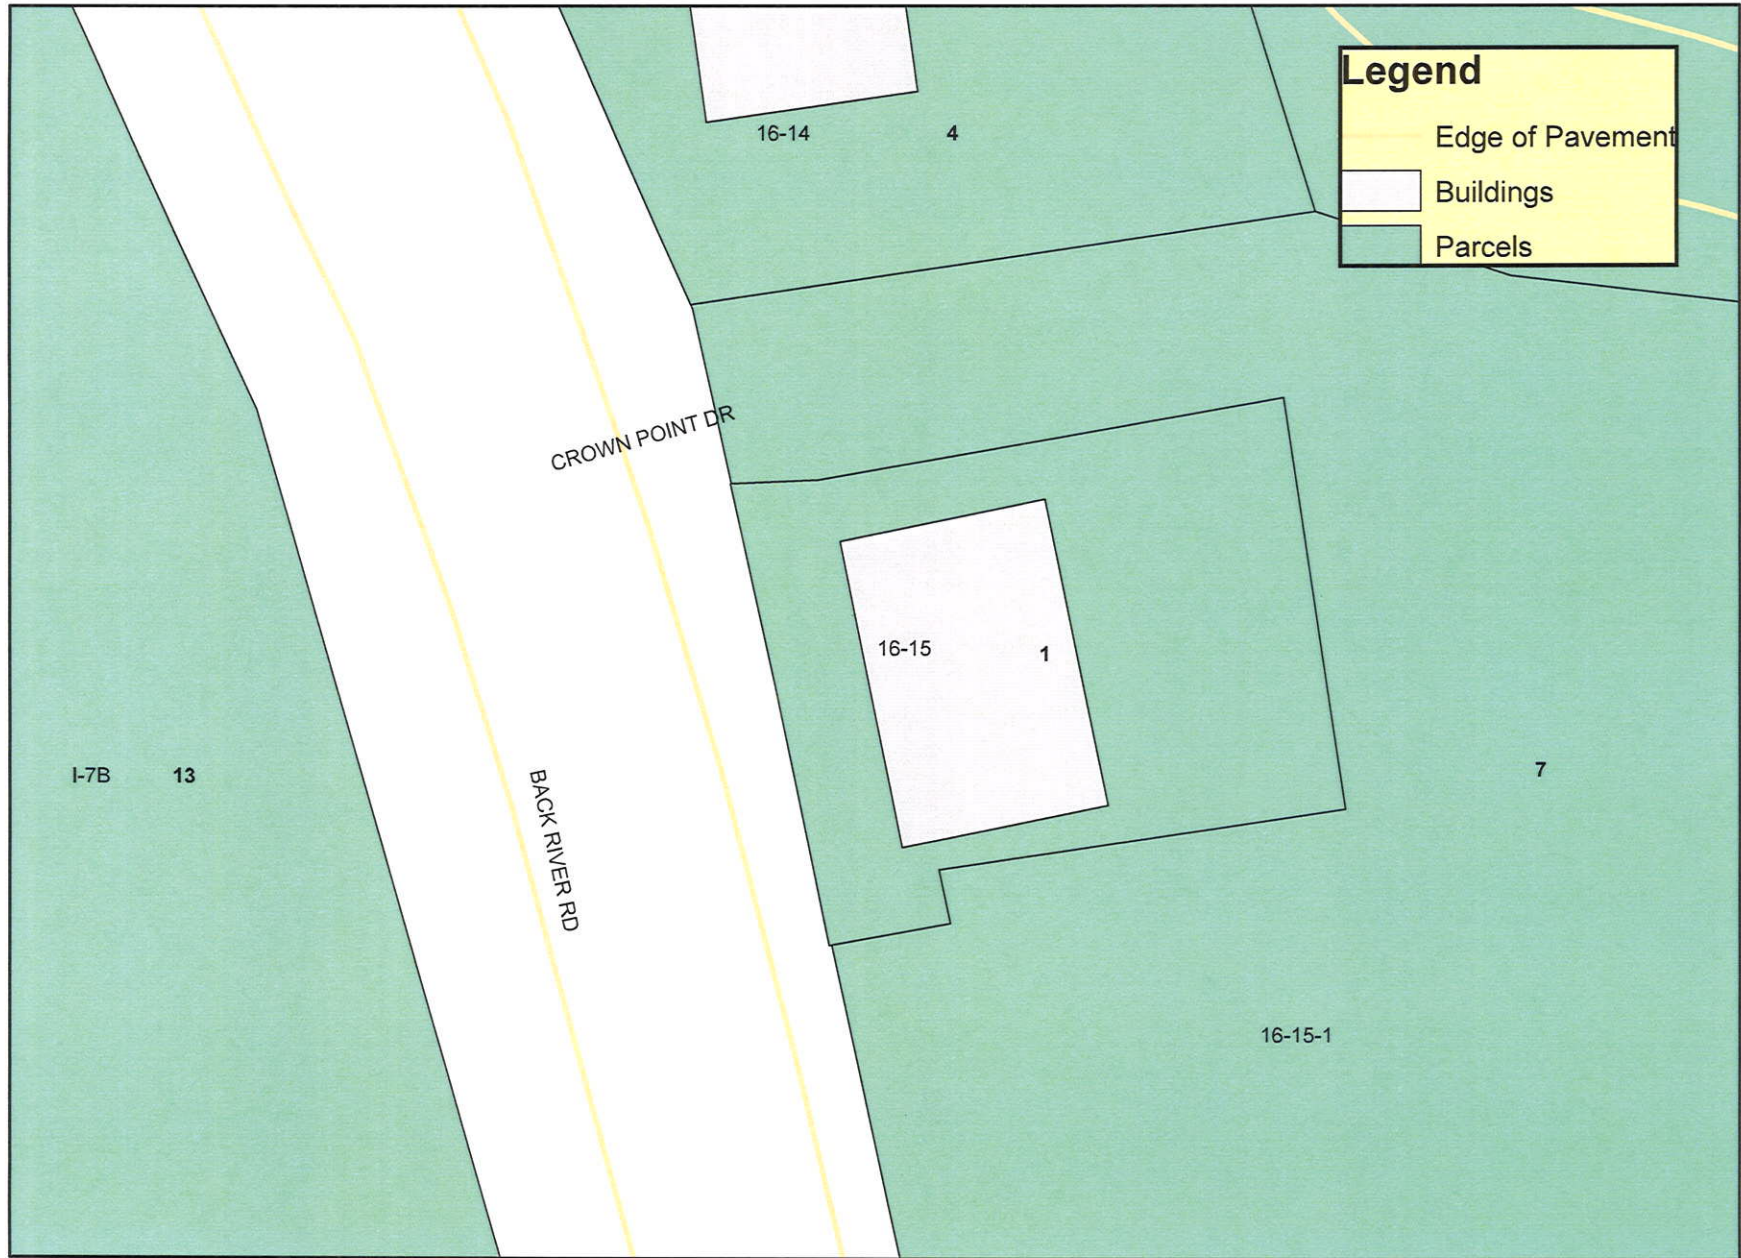 Legend
Edge of Pavement
Buildings
Parcels
16-14 4
CROWN POINT DR
16-15 1
I-7B 13
BACK RIVER RD
7
16-15-1